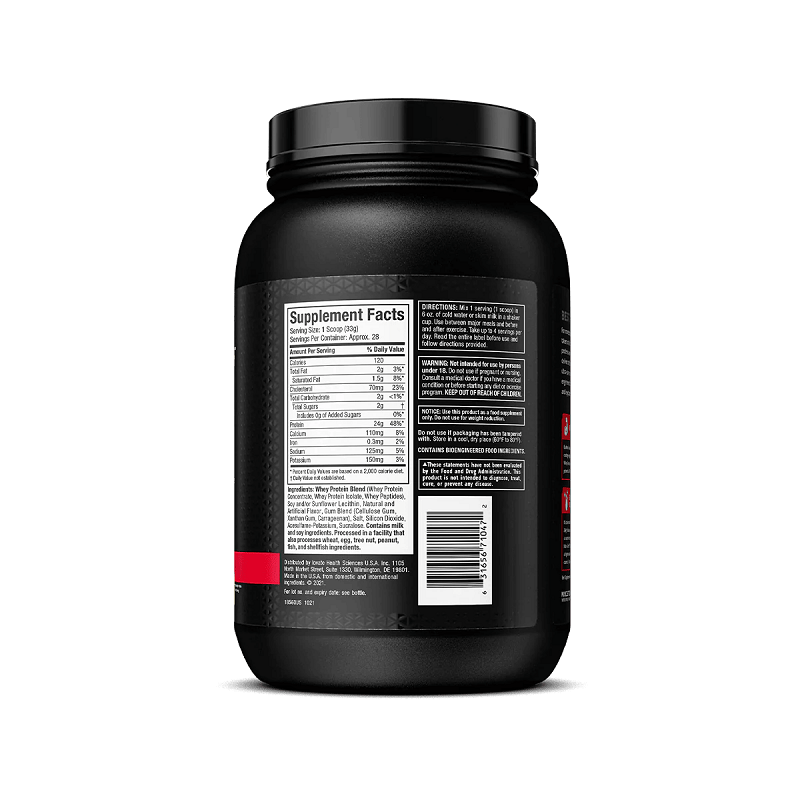 Supplement Facts
Serving Size: 1 Scoop (33g)
Servings Per Container: Approx. 28
Amount Per Serving % Daily Value
Calories 120
Total Fat 2g 3%*
Saturated Fat 1.5g 8%*
Cholesterol 70mg 23%
Total Carbohydrate 2g <1%*
Total Sugars 2g †
Includes 0g of Added Sugars 0%*
Protein 24g 48%*
Calcium 110mg 8%
Iron 0.3mg 2%
Sodium 125mg 5%
Potassium 150mg 3%
* Percent Daily Values are based on a 2,000 calorie diet.
† Daily Value not established.
Ingredients: Whey Protein Blend (Whey Protein
Concentrate, Whey Protein Isolate, Whey Peptides),
Soy and/or Sunflower Lecithin, Natural and
Artificial Flavor, Gum Blend (Cellulose Gum,
Xanthan Gum, Carrageenan), Salt, Silicon Dioxide,
Acesulfame-Potassium, Sucralose. Contains milk
and soy ingredients. Processed in a facility that
also processes wheat, egg, tree nut, peanut,
fish, and shellfish ingredients.
Distributed by Iovate Health Sciences U.S.A. Inc. 1105
North Market Street, Suite 1330, Wilmington, DE 19801.
Made in the U.S.A. from domestic and international
ingredients. © 2021.
For lot no. and expiry date: see bottle.
1021
DIRECTIONS: Mix 1 serving (1 scoop) in
6 oz. of cold water or skim milk in a shaker
cup. Use between major meals and before
and after exercise. Take up to 4 servings per
day. Read the entire label before use and
follow directions provided.
WARNING: Not intended for use by persons
under 18. Do not use if pregnant or nursing.
Consult a medical doctor if you have a medical
condition or before starting any diet or exercise
program. KEEP OUT OF REACH OF CHILDREN.
NOTICE: Use this product as a food supplement
only. Do not use for weight reduction.
Do not use if packaging has been tampered
with. Store in a cool, dry place (60°F to 80°F).
CONTAINS BIOENGINEERED FOOD INGREDIENTS.
▲These statements have not been evaluated
by the Food and Drug Administration. This
product is not intended to diagnose, treat,
cure, or prevent any disease.
6 31656 71047 2